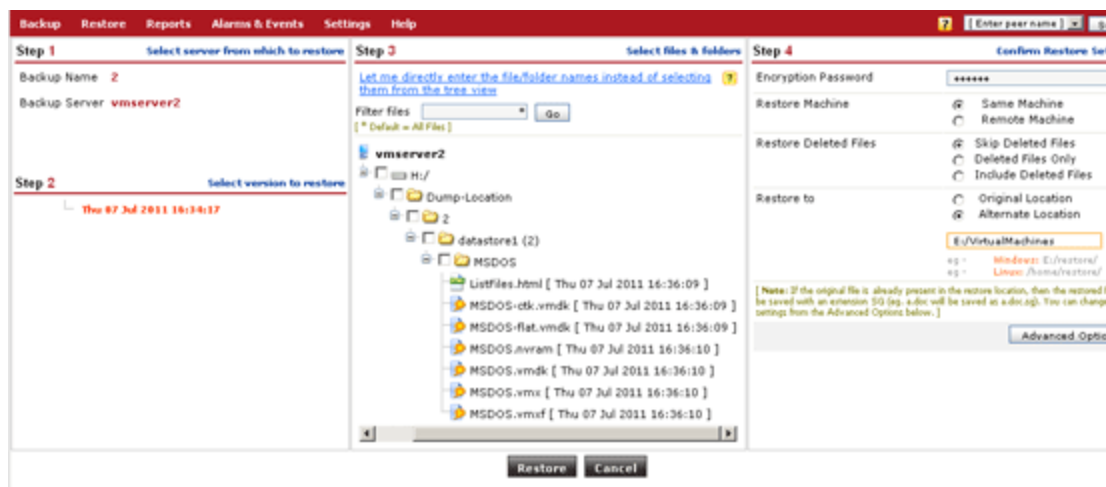 Backup Restore Reports Alarms & Events Settings Help ? [ Enter peer name ]
Step 1 Select server from which to restore
Backup Name 2
Backup Server vmserver2
Step 2 Select version to restore
Thu 07 Jul 2011 16:34:17
Step 3 Select files & folders
Let me directly enter the file/folder names instead of selecting ?
them from the tree view
Filter files * Go
[ * Default = All Files ]
vmserver2
H:/
Dump-Location
2
datastore1 (2)
MSDOS
ListFiles.html [ Thu 07 Jul 2011 16:36:09 ]
MSDOS-ctk.vmdk [ Thu 07 Jul 2011 16:36:09 ]
MSDOS-flat.vmdk [ Thu 07 Jul 2011 16:36:09 ]
MSDOS.nvram [ Thu 07 Jul 2011 16:36:10 ]
MSDOS.vmdk [ Thu 07 Jul 2011 16:36:10 ]
MSDOS.vmx [ Thu 07 Jul 2011 16:36:10 ]
MSDOS.vmxf [ Thu 07 Jul 2011 16:36:10 ]
Step 4 Confirm Restore Set
Encryption Password ••••••
Restore Machine Same Machine
Remote Machine
Restore Deleted Files Skip Deleted Files
Deleted Files Only
Include Deleted Files
Restore to Original Location
Alternate Location
E:/VirtualMachines
eg - Windows: E:/restore/
eg - Linux: /home/restore/
[ Note: If the original file is already present in the restore location, then the restored
be saved with an extension SG (eg. a.doc will be saved as a.doc.sg). You can change
settings from the Advanced Options below. ]
Advanced Optio
Restore Cancel